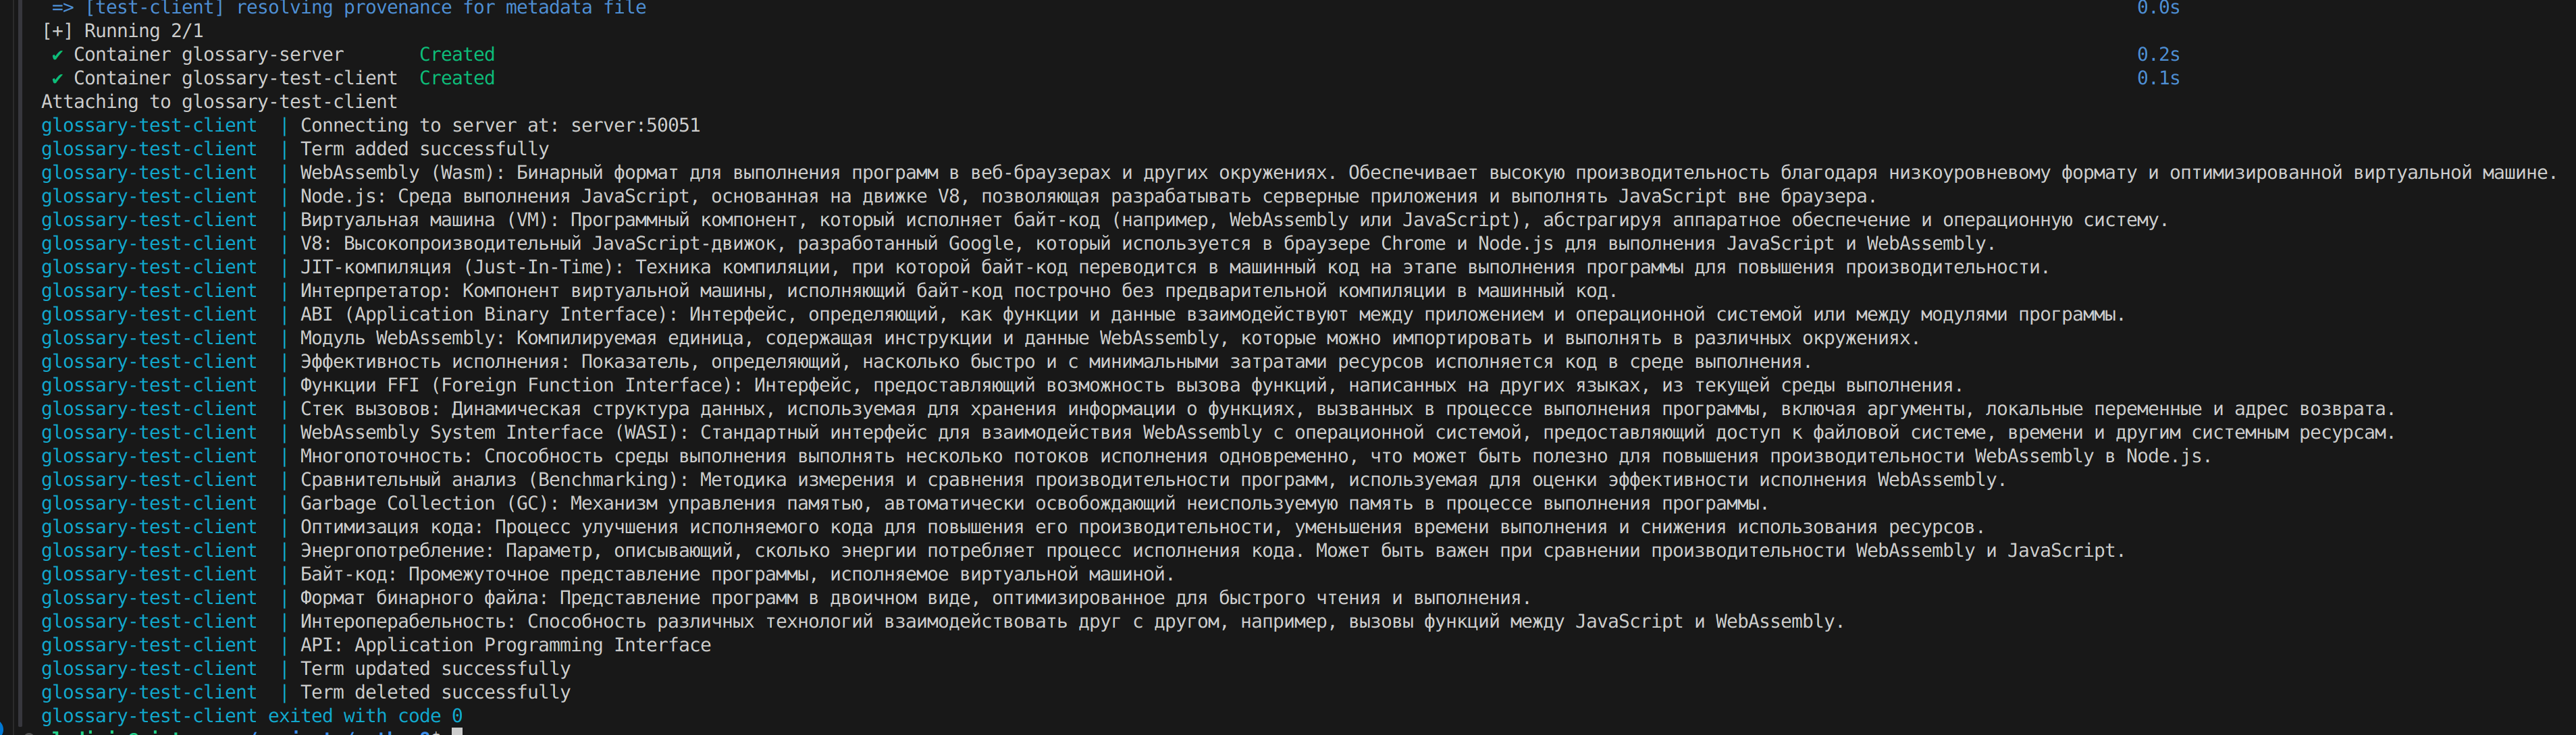 => [test-client] resolving provenance for metadata file 0.0s
[+] Running 2/1
✔ Container glossary-server Created 0.2s
✔ Container glossary-test-client Created 0.1s
Attaching to glossary-test-client
glossary-test-client | Connecting to server at: server:50051
glossary-test-client | Term added successfully
glossary-test-client | WebAssembly (Wasm): Бинарный формат для выполнения программ в веб-браузерах и других окружениях. Обеспечивает высокую производительность благодаря низкоуровневому формату и оптимизированной виртуальной машине.
glossary-test-client | Node.js: Среда выполнения JavaScript, основанная на движке V8, позволяющая разрабатывать серверные приложения и выполнять JavaScript вне браузера.
glossary-test-client | Виртуальная машина (VM): Программный компонент, который исполняет байт-код (например, WebAssembly или JavaScript), абстрагируя аппаратное обеспечение и операционную систему.
glossary-test-client | V8: Высокопроизводительный JavaScript-движок, разработанный Google, который используется в браузере Chrome и Node.js для выполнения JavaScript и WebAssembly.
glossary-test-client | JIT-компиляция (Just-In-Time): Техника компиляции, при которой байт-код переводится в машинный код на этапе выполнения программы для повышения производительности.
glossary-test-client | Интерпретатор: Компонент виртуальной машины, исполняющий байт-код построчно без предварительной компиляции в машинный код.
glossary-test-client | ABI (Application Binary Interface): Интерфейс, определяющий, как функции и данные взаимодействуют между приложением и операционной системой или между модулями программы.
glossary-test-client | Модуль WebAssembly: Компилируемая единица, содержащая инструкции и данные WebAssembly, которые можно импортировать и выполнять в различных окружениях.
glossary-test-client | Эффективность исполнения: Показатель, определяющий, насколько быстро и с минимальными затратами ресурсов исполняется код в среде выполнения.
glossary-test-client | Функции FFI (Foreign Function Interface): Интерфейс, предоставляющий возможность вызова функций, написанных на других языках, из текущей среды выполнения.
glossary-test-client | Стек вызовов: Динамическая структура данных, используемая для хранения информации о функциях, вызванных в процессе выполнения программы, включая аргументы, локальные переменные и адрес возврата.
glossary-test-client | WebAssembly System Interface (WASI): Стандартный интерфейс для взаимодействия WebAssembly с операционной системой, предоставляющий доступ к файловой системе, времени и другим системным ресурсам.
glossary-test-client | Многопоточность: Способность среды выполнения выполнять несколько потоков исполнения одновременно, что может быть полезно для повышения производительности WebAssembly в Node.js.
glossary-test-client | Сравнительный анализ (Benchmarking): Методика измерения и сравнения производительности программ, используемая для оценки эффективности исполнения WebAssembly.
glossary-test-client | Garbage Collection (GC): Механизм управления памятью, автоматически освобождающий неиспользуемую память в процессе выполнения программы.
glossary-test-client | Оптимизация кода: Процесс улучшения исполняемого кода для повышения его производительности, уменьшения времени выполнения и снижения использования ресурсов.
glossary-test-client | Энергопотребление: Параметр, описывающий, сколько энергии потребляет процесс исполнения кода. Может быть важен при сравнении производительности WebAssembly и JavaScript.
glossary-test-client | Байт-код: Промежуточное представление программы, исполняемое виртуальной машиной.
glossary-test-client | Формат бинарного файла: Представление программ в двоичном виде, оптимизированное для быстрого чтения и выполнения.
glossary-test-client | Интероперабельность: Способность различных технологий взаимодействовать друг с другом, например, вызовы функций между JavaScript и WebAssembly.
glossary-test-client | API: Application Programming Interface
glossary-test-client | Term updated successfully
glossary-test-client | Term deleted successfully
glossary-test-client exited with code 0